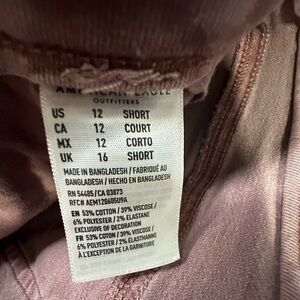 AMERICAN EAGLE
OUTFITTERS
US 12 SHORT
CA 12 COURT
MX 12 CORTO
UK 16 SHORT
MADE IN BANGLADESH / FABRIQUÉ AU
BANGLADESH / HECHO EN BANGLADESH
RN 54485/ CA 03873
RFC# AEM120605U9A
EN 53% COTTON / 39% VISCOSE /
6% POLYESTER / 2% ELASTANE
EXCLUSIVE OF DECORATION
FR 53% COTON / 39% VISCOSE /
6% POLYESTER / 2% ÉLASTHANNE
À L'EXCEPTION DE LA GARNITURE